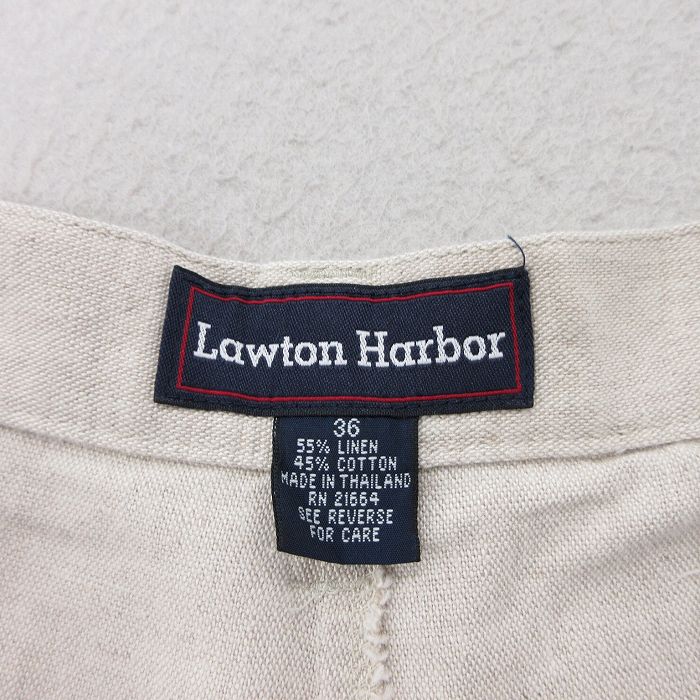 Lawton Harbor
36
55% LINEN
45% COTTON
MADE IN THAILAND
RN 21664
SEE REVERSE
FOR CARE